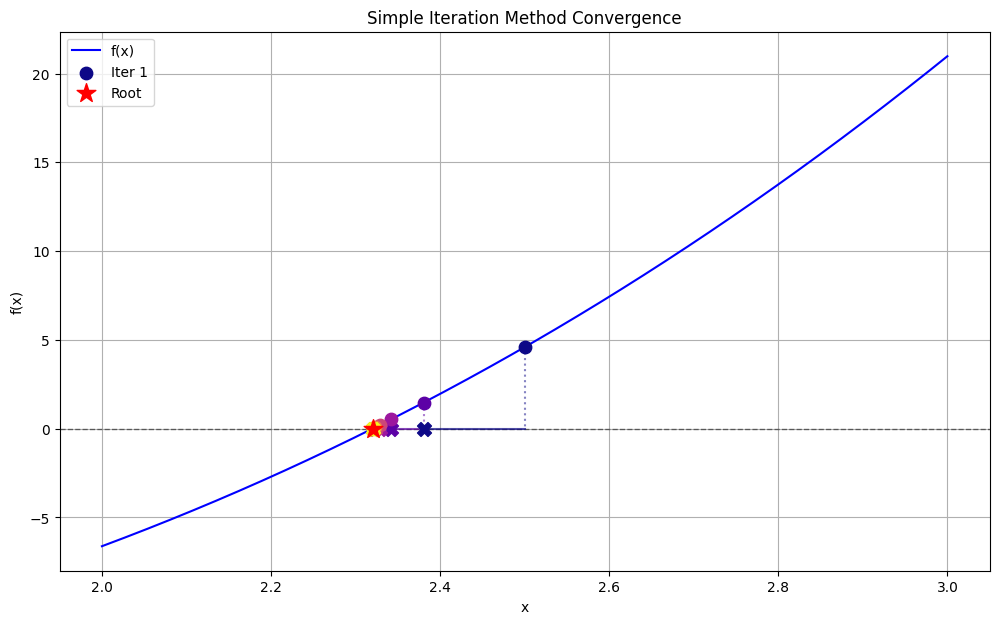 Simple Iteration Method Convergence
f(x)
Iter 1
Root
20
15
10
5
0
−5
f(x)
2.0
2.2
2.4
2.6
2.8
3.0
x